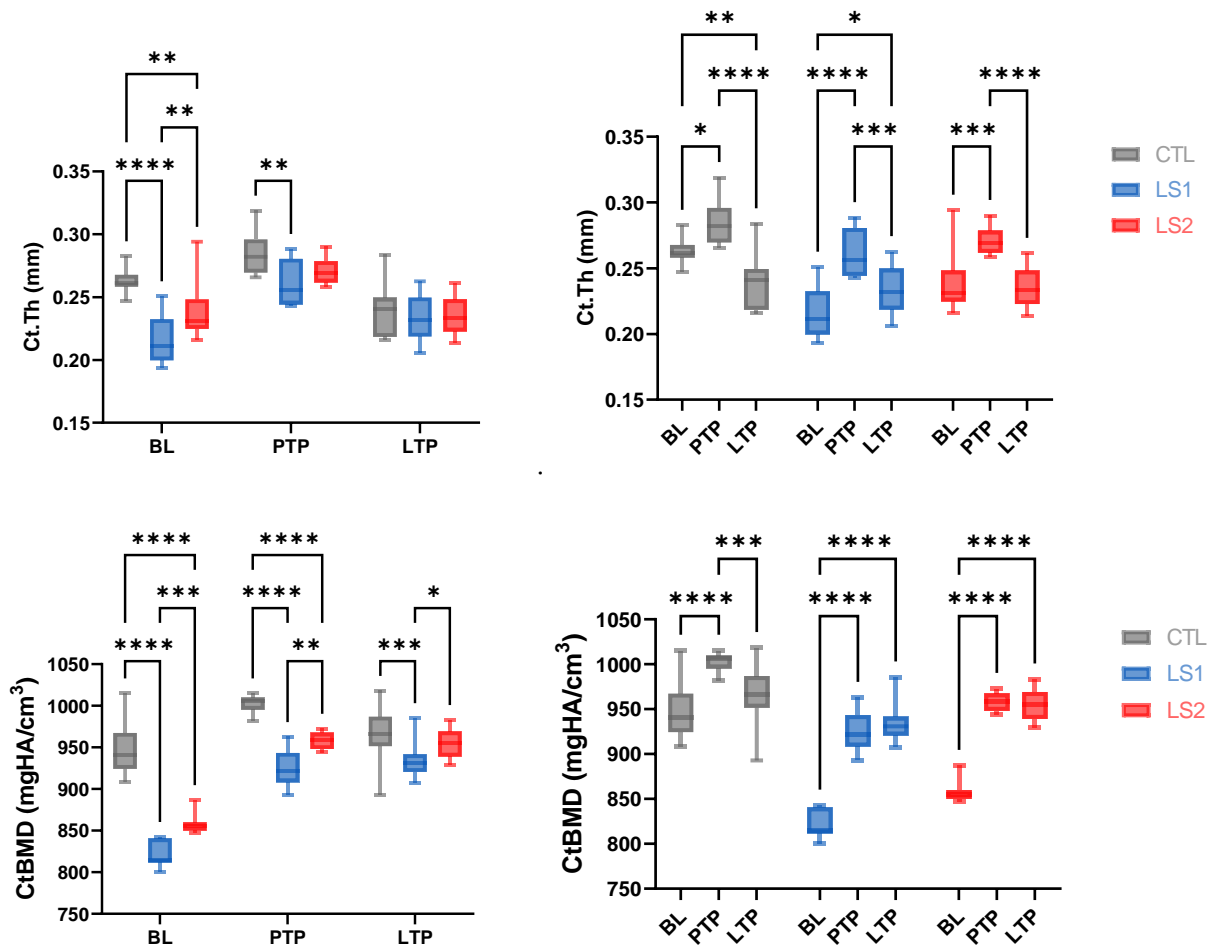 **
**
****
**
Ct.Th (mm)
0.35
0.30
0.25
0.20
0.15
BL PTP LTP
** *
**** **** ****
* *** ***
Ct.Th (mm)
0.35
0.30
0.25
0.20
0.15
BL PTP LTP BL PTP LTP BL PTP LTP
CTL
LS1
LS2
.
**** ****
*** **** *
**** ** ***
CtBMD (mgHA/cm³)
1050
1000
950
900
850
800
750
BL PTP LTP
*** **** ****
**** **** ****
CtBMD (mgHA/cm³)
1050
1000
950
900
850
800
750
BL PTP LTP BL PTP LTP BL PTP LTP
CTL
LS1
LS2